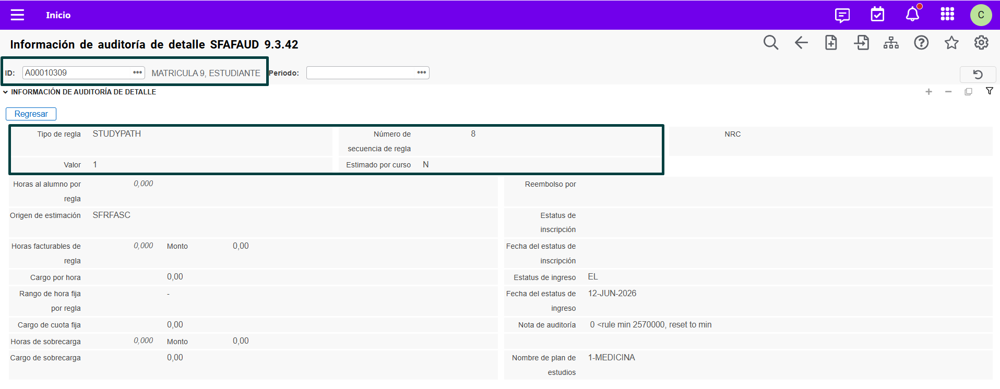 Inicio
C
Información de auditoría de detalle SFAFAUD 9.3.42
ID: A00010309 ••• MATRICULA 9, ESTUDIANTE Periodo: •••
INFORMACIÓN DE AUDITORÍA DE DETALLE
Regresar
Tipo de regla STUDYPATH Número de secuencia de regla 8 NRC
Valor 1 Estimado por curso N
Horas al alumno por regla 0,000 Reembolso por
Origen de estimación SFRFASC Estatus de inscripción
Horas facturables de regla 0,000 Monto 0,00 Fecha del estatus de inscripción
Cargo por hora 0,00 Estatus de ingreso EL
Rango de hora fija por regla - Fecha del estatus de ingreso 12-JUN-2026
Cargo de cuota fija 0,00 Nota de auditoría 0 <rule min 2570000, reset to min
Horas de sobrecarga 0,000 Monto 0,00
Cargo de sobrecarga 0,00 Nombre de plan de estudios 1-MEDICINA